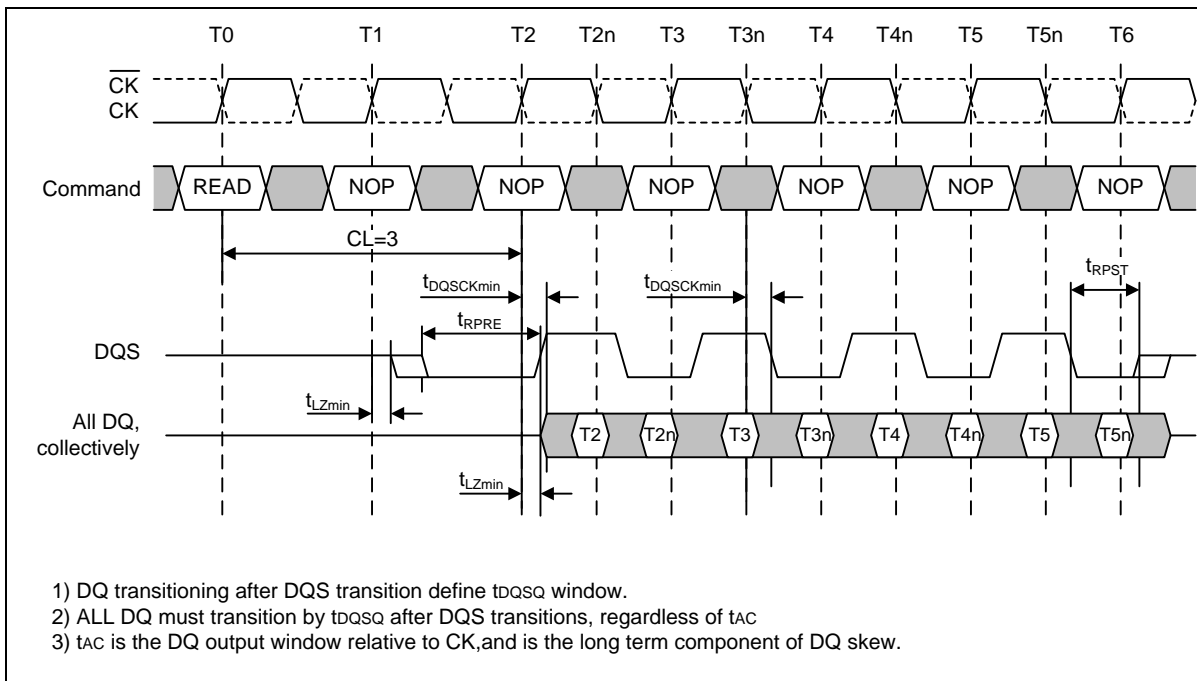 T0 T1 T2 T2n T3 T3n T4 T4n T5 T5n T6
CK
CK
Command READ NOP NOP NOP NOP NOP NOP
CL=3
tDQSCKmin tDQSCKmin tRPST
tRPRE
DQS
tLZmin
All DQ,
collectively
T2 T2n T3 T3n T4 T4n T5 T5n
tLZmin
1) DQ transitioning after DQS transition define tDQSQ window.
2) ALL DQ must transition by tDQSQ after DQS transitions, regardless of tAC
3) tAC is the DQ output window relative to CK,and is the long term component of DQ skew.